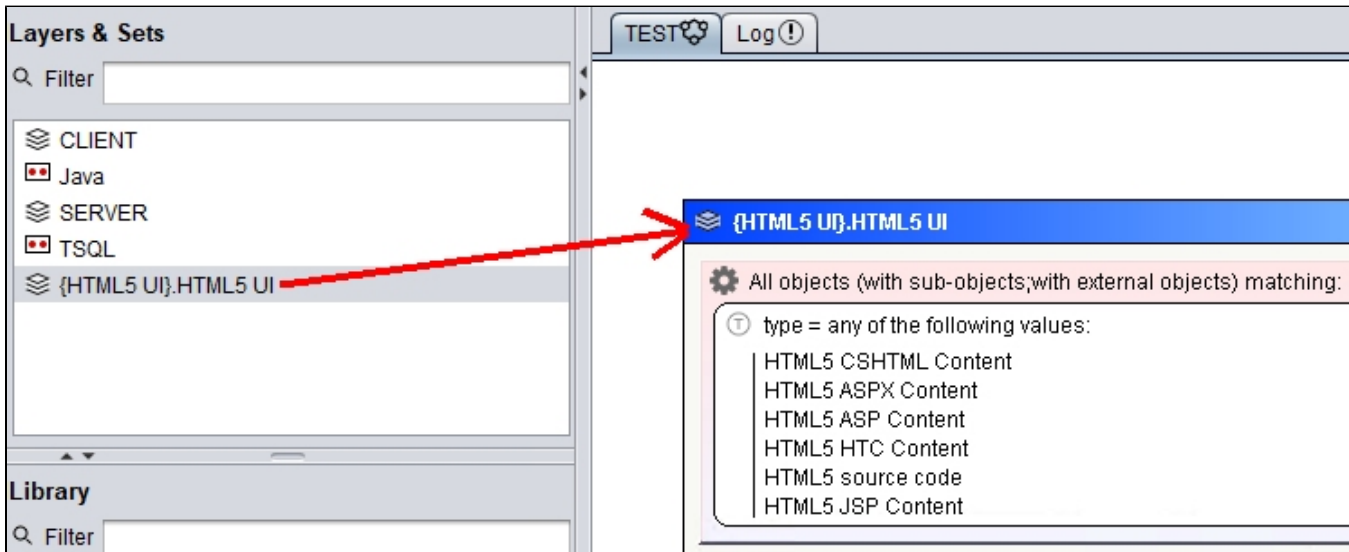 Layers & Sets
Filter
CLIENT
Java
SERVER
TSQL
{HTML5 UI}.HTML5 UI
Library
Filter
TEST
Log
{HTML5 UI}.HTML5 UI
All objects (with sub-objects;with external objects) matching:
T type = any of the following values:
HTML5 CSHTML Content
HTML5 ASPX Content
HTML5 ASP Content
HTML5 HTC Content
HTML5 source code
HTML5 JSP Content